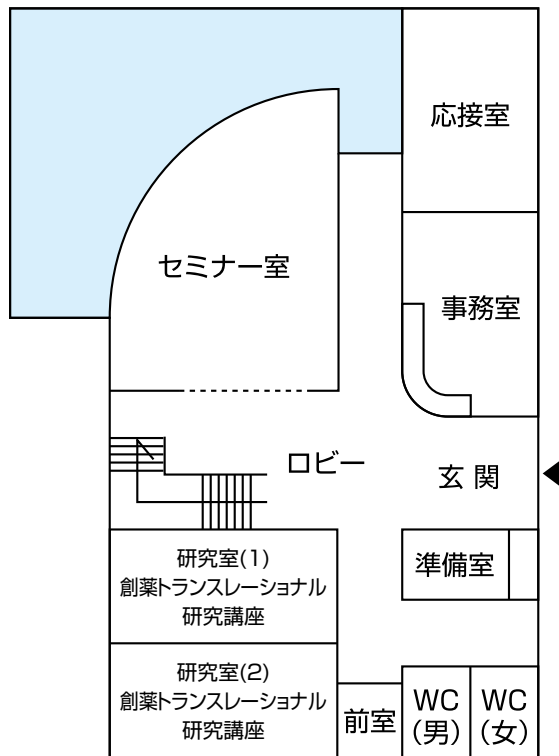 応接室
セミナー室
事務室
ロビー
玄関
研究室(1)
創薬トランスレーショナル
研究講座
準備室
研究室(2)
創薬トランスレーショナル
研究講座
前室
WC
(男)
WC
(女)